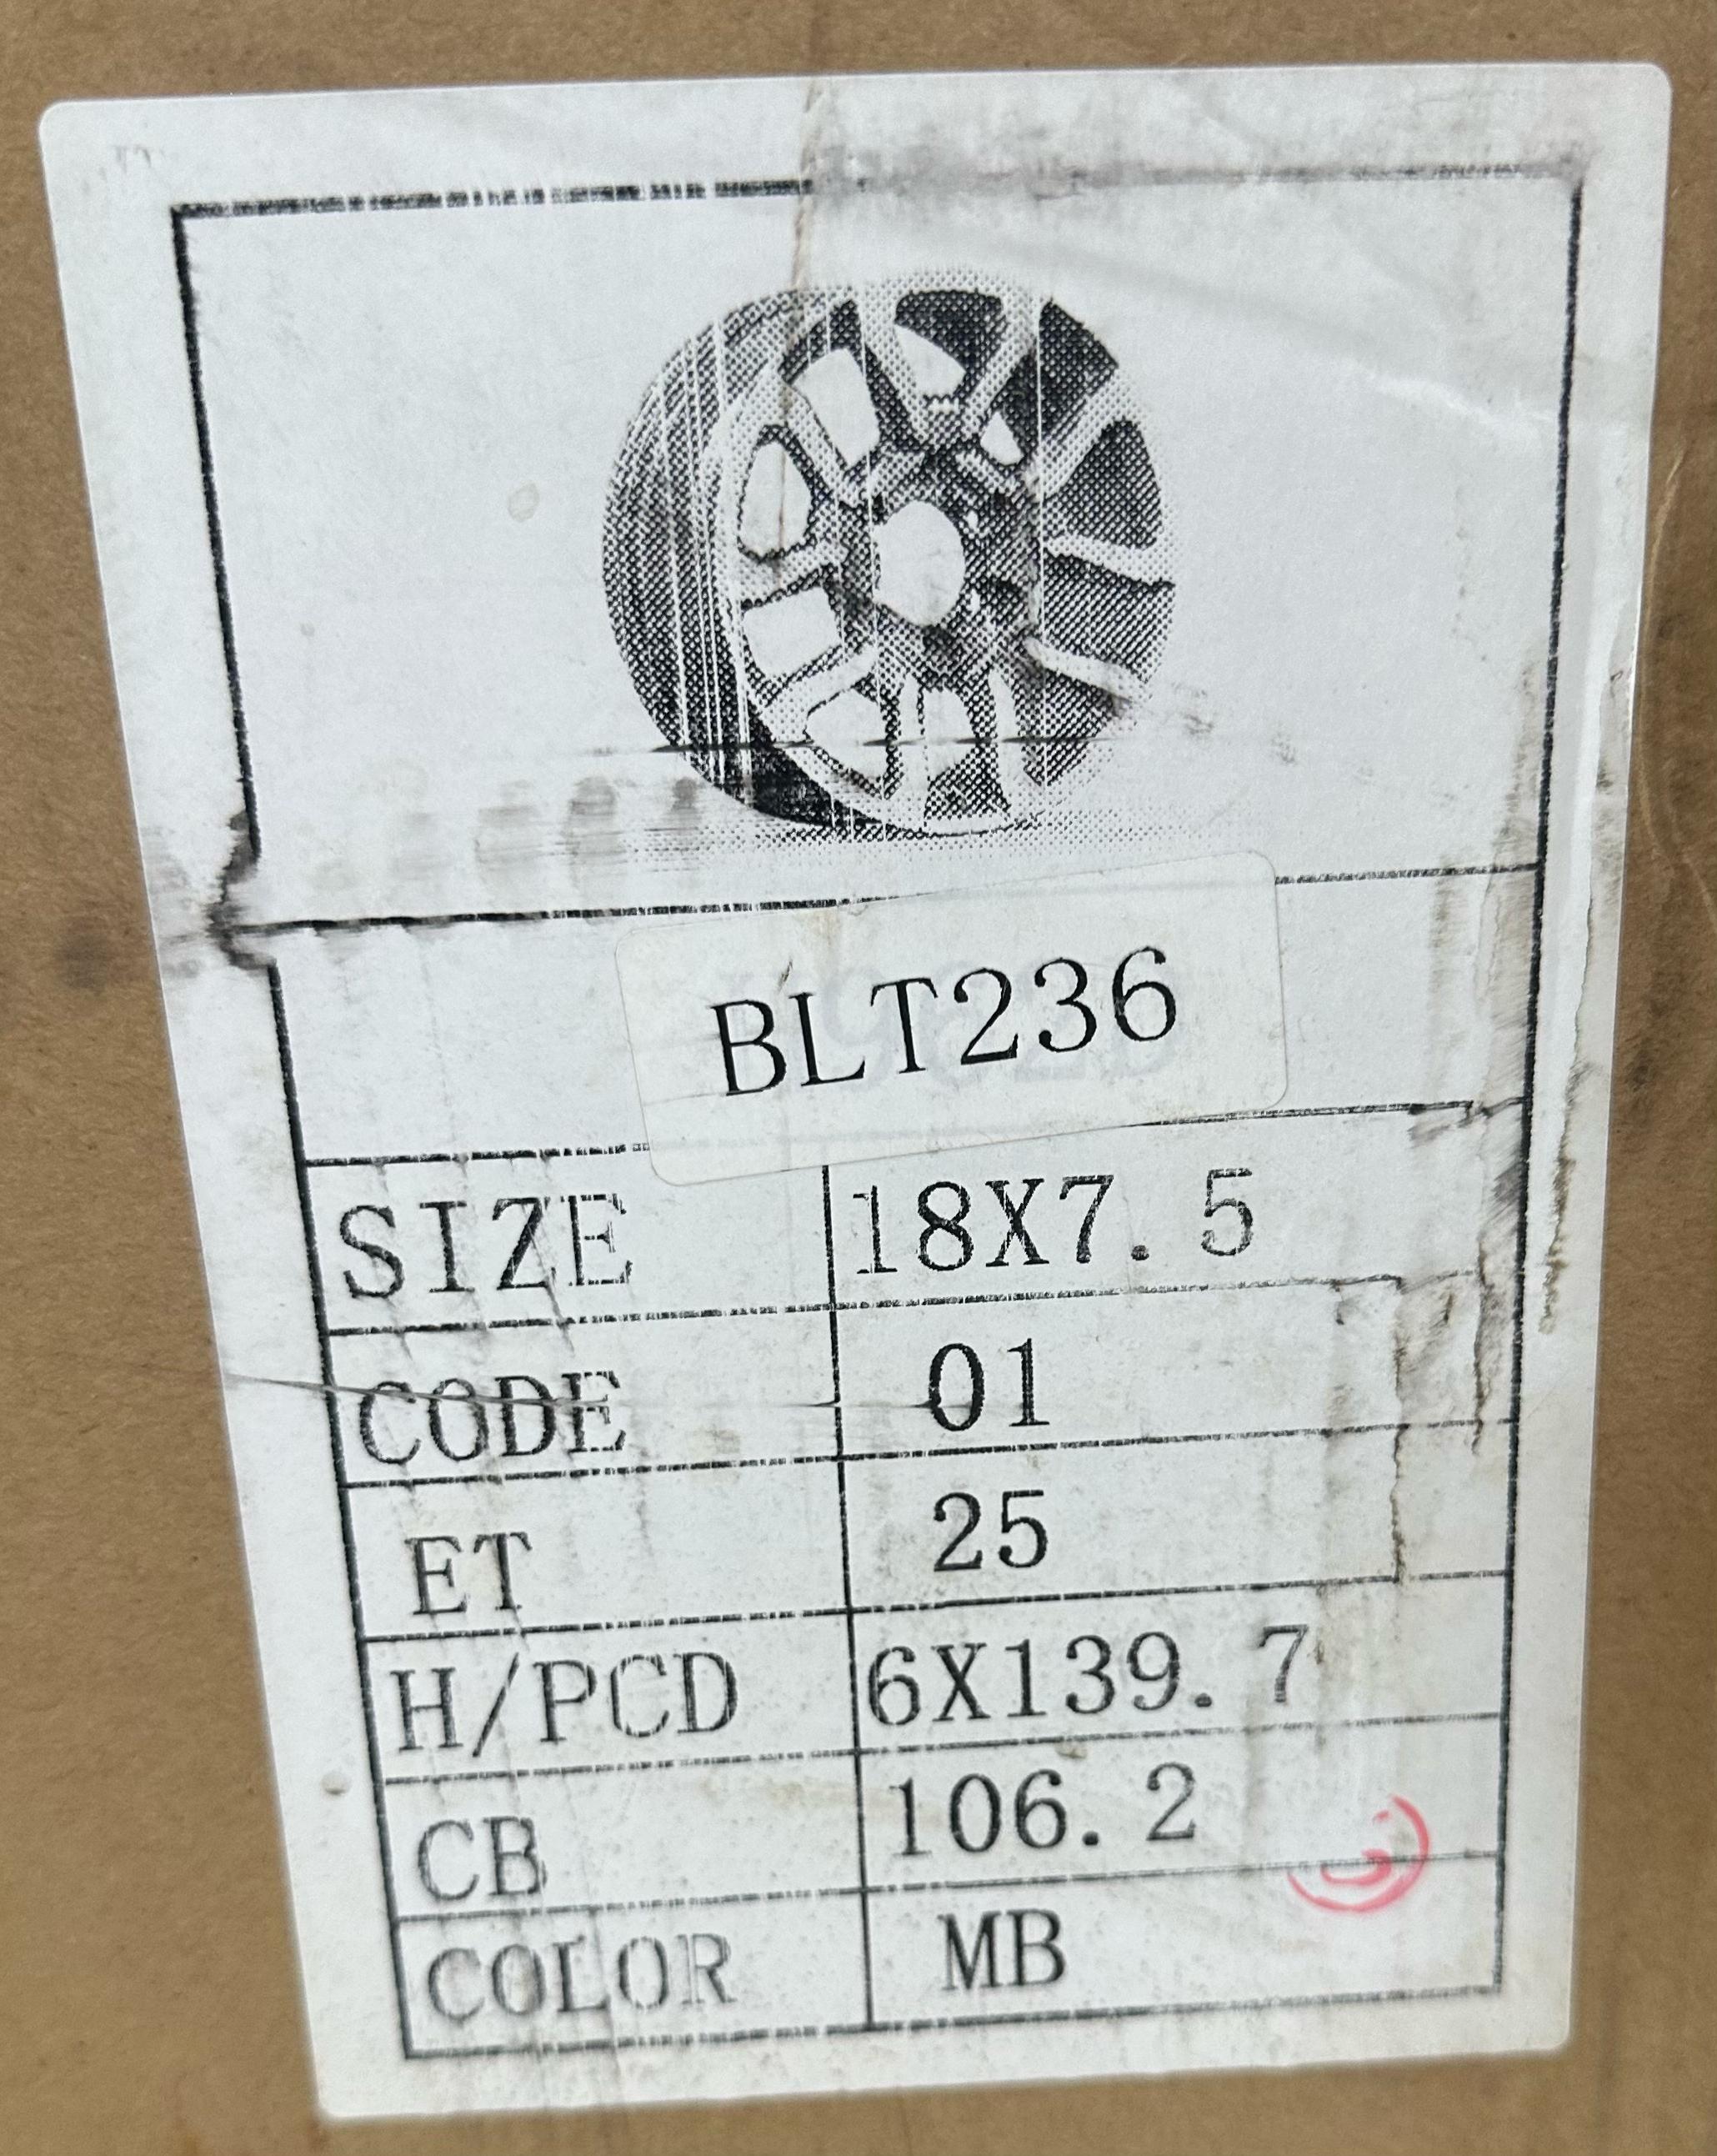 BLT236
SIZE 18X7.5
CODE 01
ET 25
H/PCD 6X139.7
CB 106.2
COLOR MB